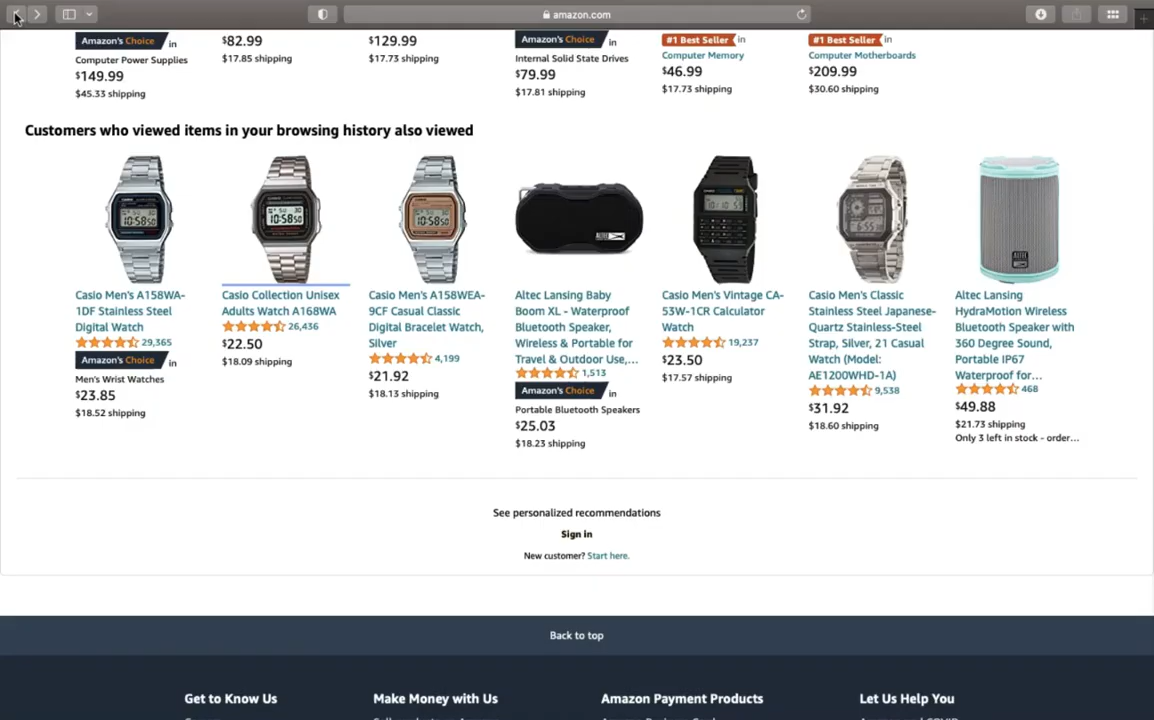 amazon.com
Amazon's Choice in
Computer Power Supplies
$149.99
$45.33 shipping
$82.99
$17.85 shipping
$129.99
$17.73 shipping
Amazon's Choice in
Internal Solid State Drives
$79.99
$17.81 shipping
#1 Best Seller in
Computer Memory
$46.99
$17.73 shipping
#1 Best Seller in
Computer Motherboards
$209.99
$30.60 shipping
Customers who viewed items in your browsing history also viewed
Casio Men's A158WA-
1DF Stainless Steel
Digital Watch
29,365
Amazon's Choice in
Men's Wrist Watches
$23.85
$18.52 shipping
Casio Collection Unisex
Adults Watch A168WA
26,436
$22.50
$18.09 shipping
Casio Men's A158WEA-
9CF Casual Classic
Digital Bracelet Watch,
Silver
4,199
$21.92
$18.13 shipping
Altec Lansing Baby
Boom XL - Waterproof
Bluetooth Speaker,
Wireless & Portable for
Travel & Outdoor Use,...
1,513
Amazon's Choice in
Portable Bluetooth Speakers
$25.03
$18.23 shipping
Casio Men's Vintage CA-
53W-1CR Calculator
Watch
19,237
$23.50
$17.57 shipping
Casio Men's Classic
Stainless Steel Japanese-
Quartz Stainless-Steel
Strap, Silver, 21 Casual
Watch (Model:
AE1200WHD-1A)
9,538
$31.92
$18.60 shipping
Altec Lansing
HydraMotion Wireless
Bluetooth Speaker with
360 Degree Sound,
Portable IP67
Waterproof for...
468
$49.88
$21.73 shipping
Only 3 left in stock - order...
See personalized recommendations
Sign in
New customer? Start here.
Back to top
Get to Know Us
Make Money with Us
Amazon Payment Products
Let Us Help You